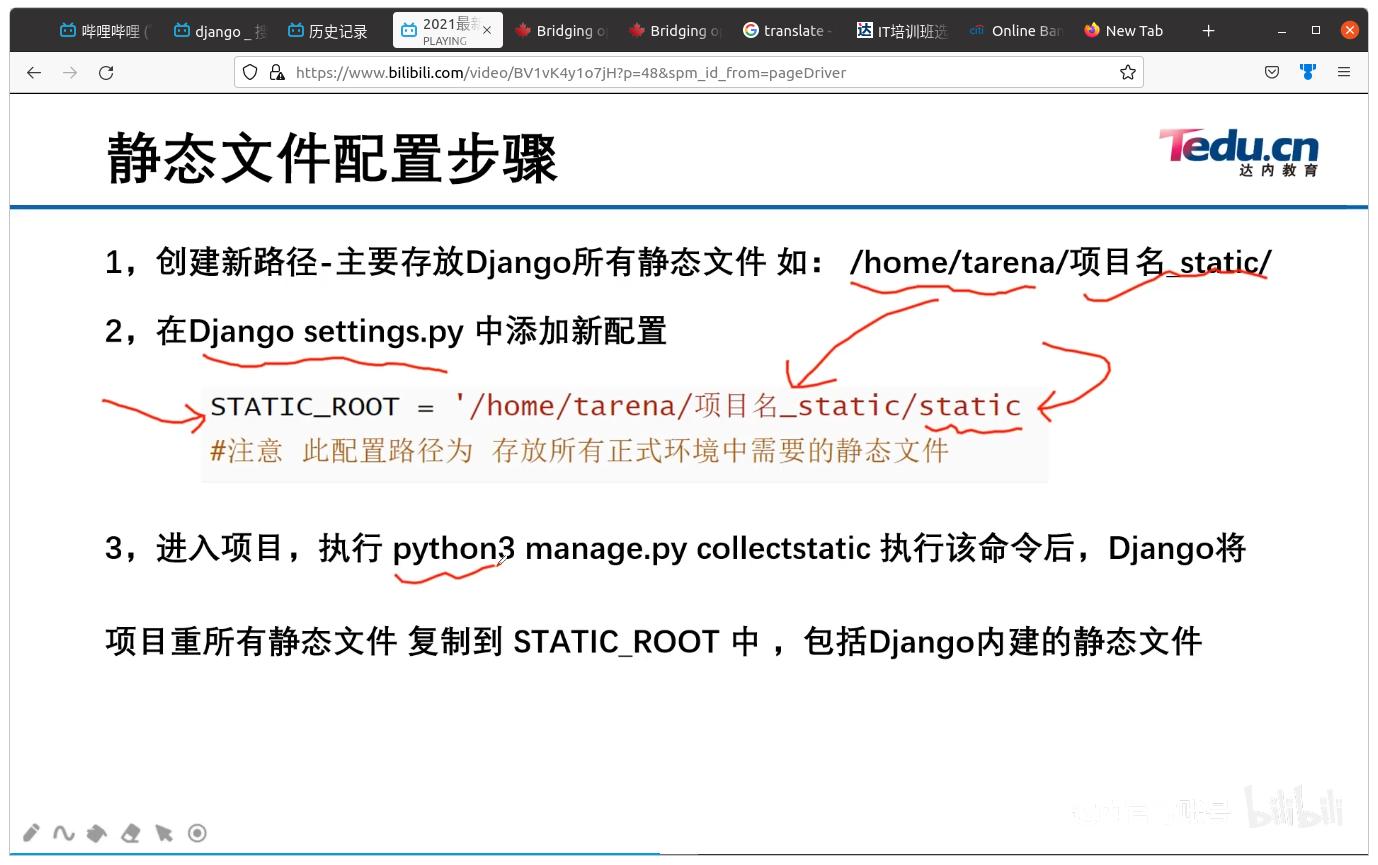 哔哩哔哩 (
django _ 搜
历史记录
2021最新
PLAYING
Bridging o
Bridging o
translate -
达 IT培训班选
citi Online Ban
New Tab
https://www.bilibili.com/video/BV1vK4y1o7jH?p=48&spm_id_from=pageDriver
静态文件配置步骤
Tedu.cn
达内教育
1，创建新路径-主要存放Django所有静态文件 如： /home/tarena/项目名_static/
2，在Django settings.py 中添加新配置
STATIC_ROOT = '/home/tarena/项目名_static/static
#注意 此配置路径为 存放所有正式环境中需要的静态文件
3，进入项目，执行 python3 manage.py collectstatic 执行该命令后，Django将
项目重所有静态文件 复制到 STATIC_ROOT 中 ，包括Django内建的静态文件
bilibili